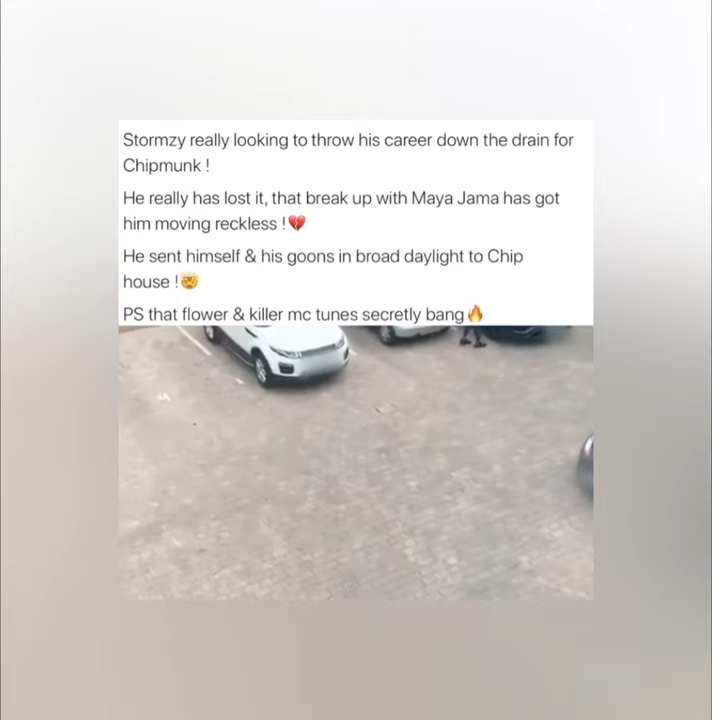 Stormzy really looking to throw his career down the drain for
Chipmunk !
He really has lost it, that break up with Maya Jama has got
him moving reckless !💔
He sent himself & his goons in broad daylight to Chip
house !🤯
PS that flower & killer mc tunes secretly bang🔥